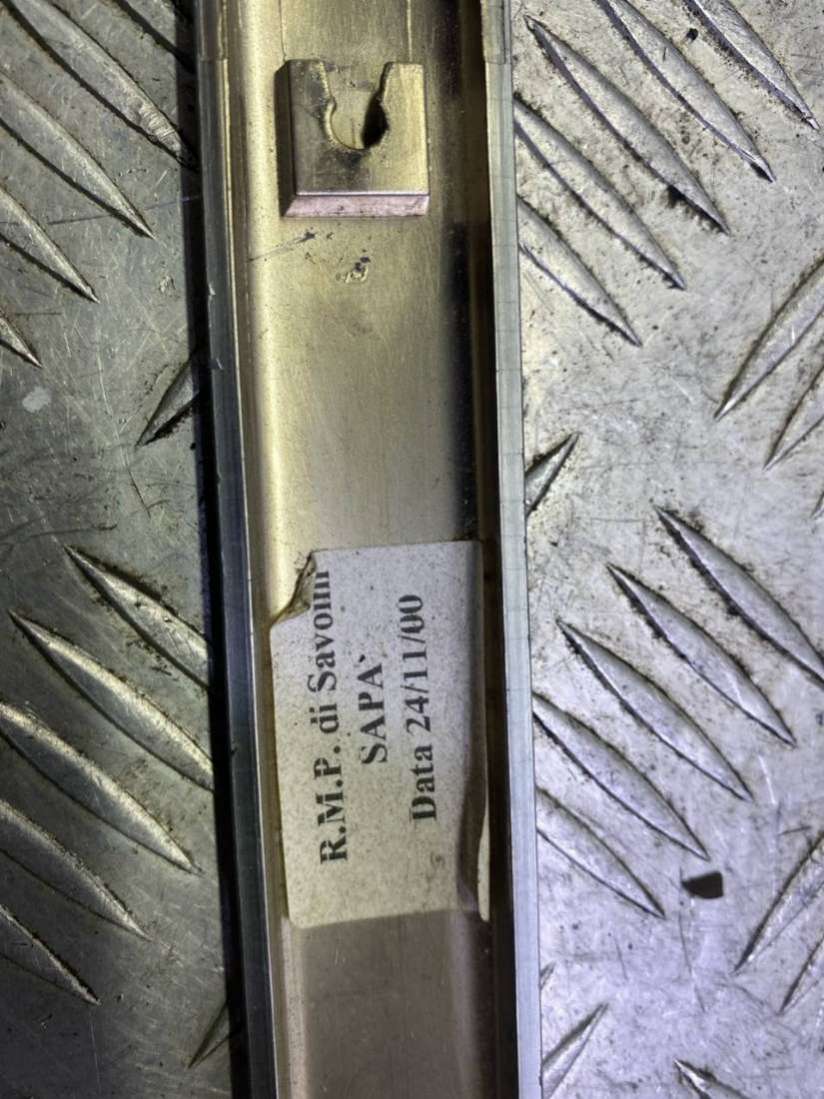 R.M.P. di Savoini
SAPA`
Data 24/11/00